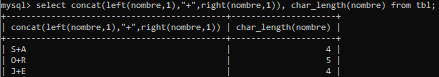 mysql> select concat(left(nombre,1),"+",right(nombre,1)), char_length(nombre) from tbl;
+--------------------------------------------+---------------------+
| concat(left(nombre,1),"+",right(nombre,1)) | char_length(nombre) |
+--------------------------------------------+---------------------+
| S+A                                        |                   4 |
| O+R                                        |                   5 |
| J+E                                        |                   4 |